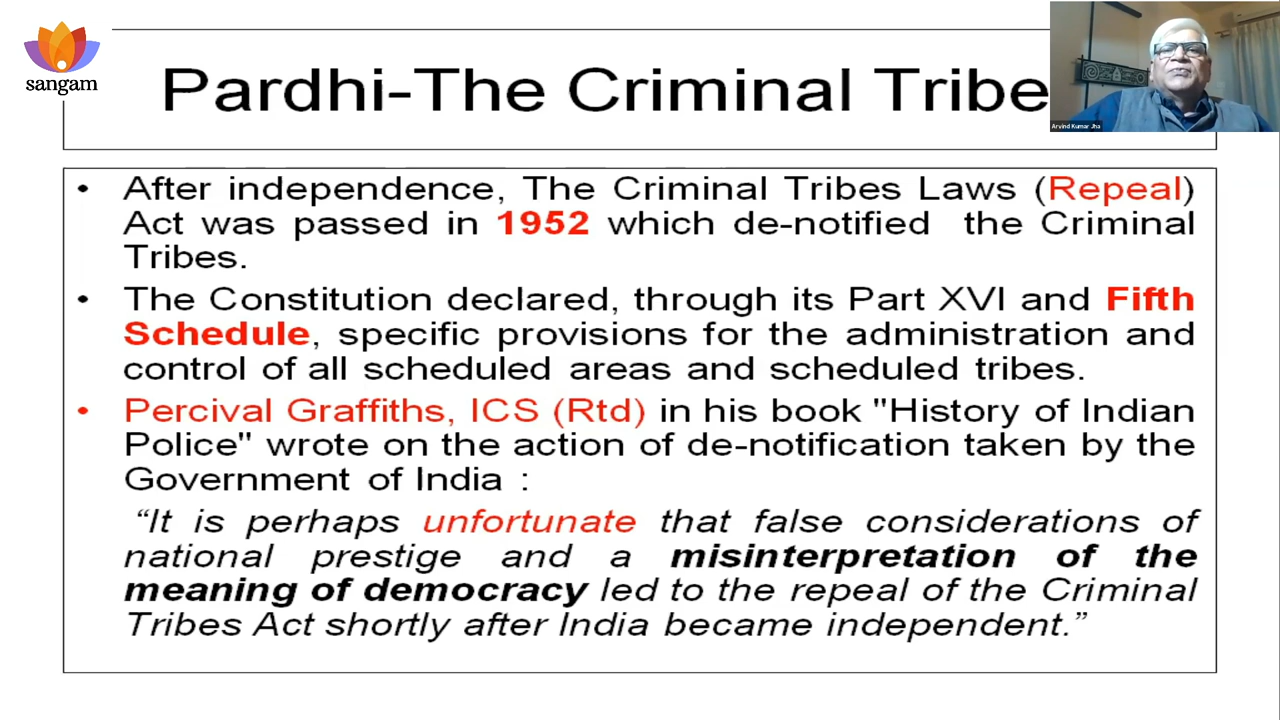 sangam
Pardhi-The Criminal Tribe
Arvind Kumar Jha
• After independence, The Criminal Tribes Laws (Repeal)
Act was passed in 1952 which de-notified the Criminal
Tribes.
• The Constitution declared, through its Part XVI and Fifth
Schedule, specific provisions for the administration and
control of all scheduled areas and scheduled tribes.
• Percival Graffiths, ICS (Rtd) in his book "History of Indian
Police" wrote on the action of de-notification taken by the
Government of India :
“It is perhaps unfortunate that false considerations of
national prestige and a misinterpretation of the
meaning of democracy led to the repeal of the Criminal
Tribes Act shortly after India became independent.”